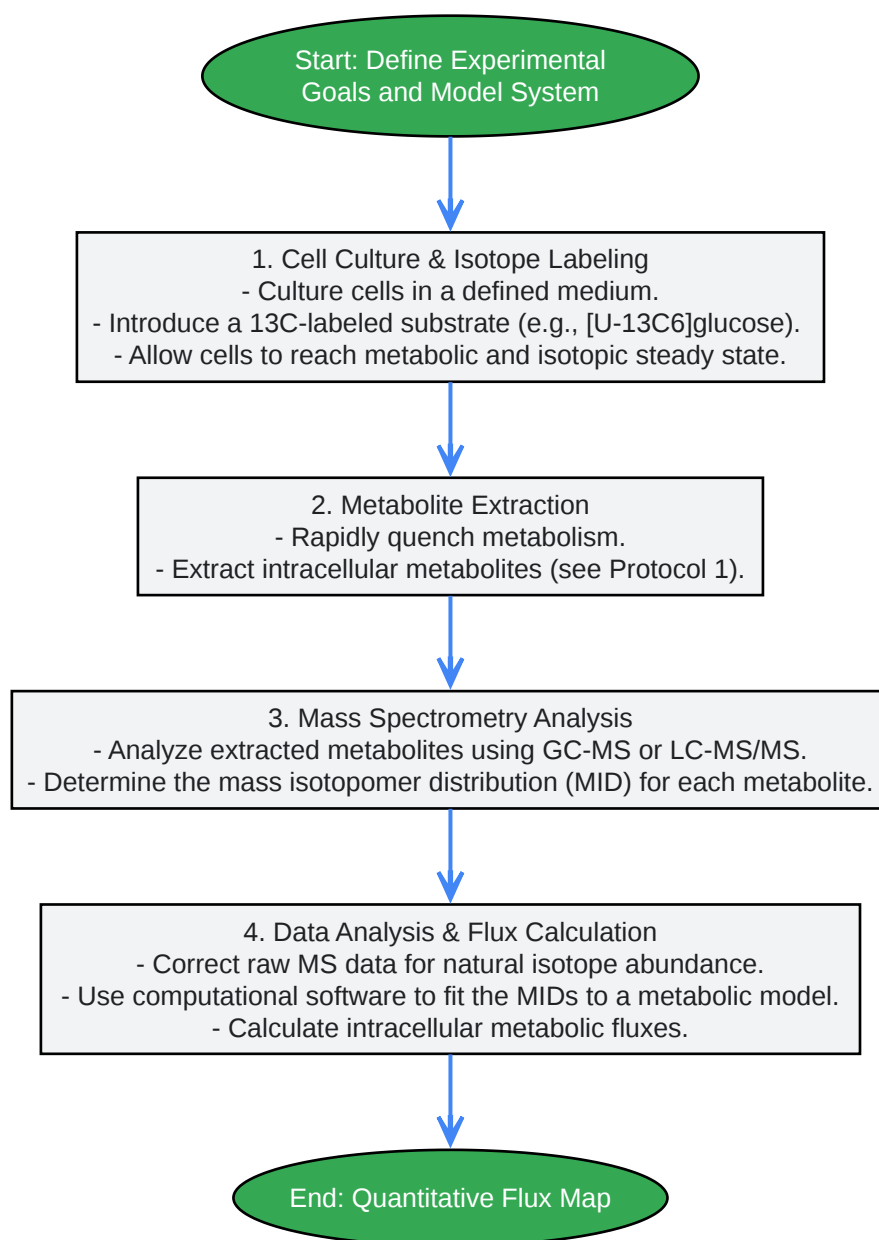 Start: Define Experimental
Goals and Model System
1. Cell Culture & Isotope Labeling
- Culture cells in a defined medium.
- Introduce a 13C-labeled substrate (e.g., [U-13C6]glucose).
- Allow cells to reach metabolic and isotopic steady state.
2. Metabolite Extraction
- Rapidly quench metabolism.
- Extract intracellular metabolites (see Protocol 1).
3. Mass Spectrometry Analysis
- Analyze extracted metabolites using GC-MS or LC-MS/MS.
- Determine the mass isotopomer distribution (MID) for each metabolite.
4. Data Analysis & Flux Calculation
- Correct raw MS data for natural isotope abundance.
- Use computational software to fit the MIDs to a metabolic model.
- Calculate intracellular metabolic fluxes.
End: Quantitative Flux Map